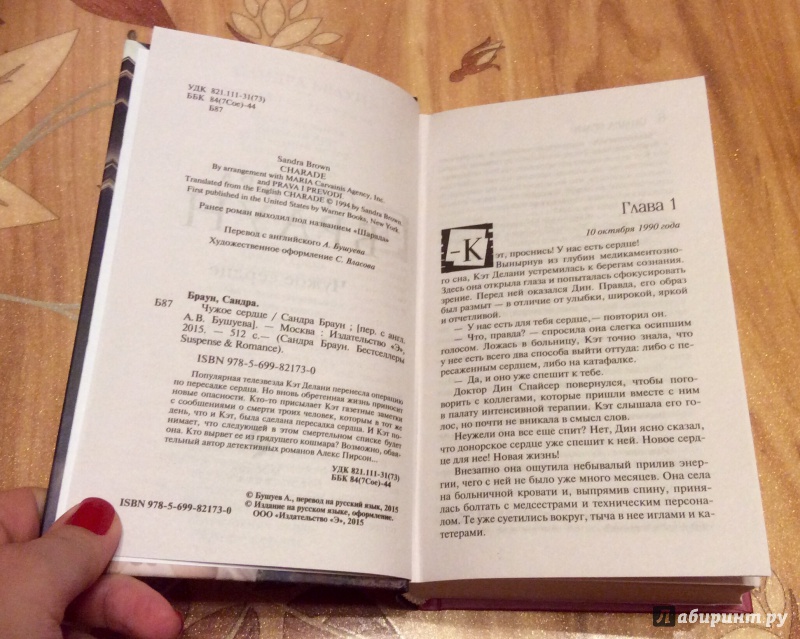 УДК 821.111-31(73)
ББК 84(7Сое)-44
Б87
Sandra Brown
CHARADE
By arrangement with MARIA Carvainis Agency, Inc.
and PRAVA I PREVODI.
Translated from the English CHARADE © 1994 by Sandra Brown.
First published in the United States by Warner Books, New York.
Ранее роман выходил под названием «Шарада»
Перевод с английского А. Бушуева
Художественное оформление С. Власова
Браун, Сандра.
Б87 Чужое сердце / Сандра Браун ; [пер. с англ.
А. В. Бушуева]. — Москва : Издательство «Э»,
2015. — 512 с.— (Сандра Браун. Бестселлеры
Suspense & Romance).
ISBN 978-5-699-82173-0
Популярная телезвезда Кэт Делани перенесла операцию
по пересадке сердца. Но вновь обретенная жизнь приносит
новые опасности. Кто-то присылает Кэт газетные заметки
с сообщениями о смерти троих человек, которым в тот же
день, что и Кэт, была сделана пересадка сердца. И Кэт по-
нимает, что следующей в этом смертельном списке будет
она. Кто вырвет ее из грядущего кошмара? Возможно, обая-
тельный автор детективных романов Алекс Пирсон...
УДК 821.111-31(73)
ББК 84(7Сое)-44
© Бушуев А., перевод на русский язык, 2015
© Издание на русском языке, оформление.
ООО «Издательство «Э», 2015
ISBN 978-5-699-82173-0
Глава 1
10 октября 1990 года
–Кэт, проснись! У нас есть сердце!
Вынырнув из глубин медикаментозно-
го сна, Кэт Делани устремилась к берегам сознания.
Здесь она открыла глаза и попыталась сфокусировать
зрение. Перед ней оказался Дин. Правда, его образ
был размыт — в отличие от улыбки, широкой, яркой
и отчетливой.
— У нас есть для тебя сердце,— повторил он.
— Что, правда? — спросила она слегка осипшим
голосом. Ложась в больницу, Кэт точно знала, что
у нее есть всего два способа выйти оттуда: либо с пе-
ресаженным сердцем, либо на катафалке.
— Да, и оно уже спешит к тебе.
Доктор Дин Спайсер повернулся, чтобы пого-
ворить с коллегами, которые пришли вместе с ним
в палату интенсивной терапии. Кэт слышала его го-
лос, но почти не вникала в смысл слов.
Неужели она все еще спит? Нет, Дин ясно сказал,
что донорское сердце уже спешит к ней. Новое серд-
це для нее! Новая жизнь!
Внезапно она ощутила небывалый прилив энер-
гии, чего с ней не было уже много месяцев. Она села
на больничной кровати и, выпрямив спину, приня-
лась болтать с медсестрами и техническим персона-
лом. Те уже суетились вокруг, тыча в нее иглами и ка-
тетерами.
Лабиринт.ру